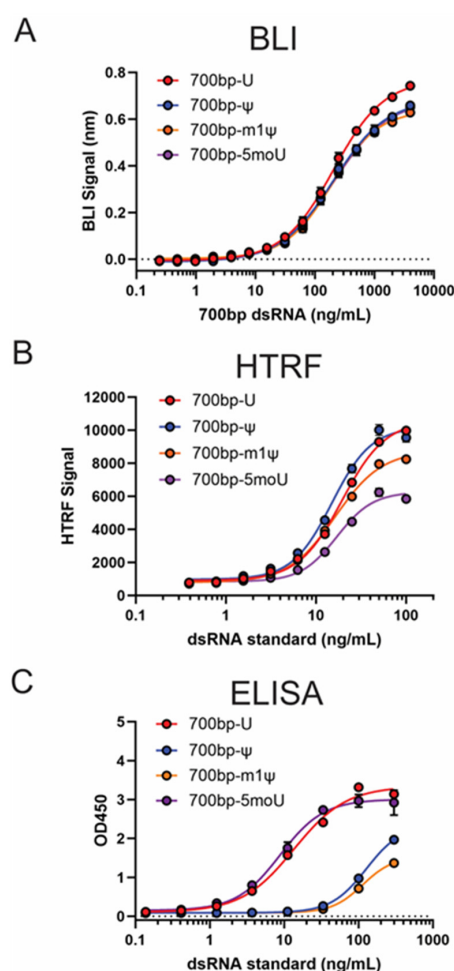 A
BLI
700bp-U
700bp-ψ
700bp-m1ψ
700bp-5moU
BLI Signal (nm)
0.8
0.6
0.4
0.2
0.0
0.1 1 10 100 1000 10000
700bp dsRNA (ng/mL)
B
HTRF
700bp-U
700bp-ψ
700bp-m1ψ
700bp-5moU
HTRF Signal
12000
10000
8000
6000
4000
2000
0
0.1 1 10 100
dsRNA standard (ng/mL)
C
ELISA
700bp-U
700bp-ψ
700bp-m1ψ
700bp-5moU
OD450
5
4
3
2
1
0
0.1 1 10 100 1000
dsRNA standard (ng/mL)